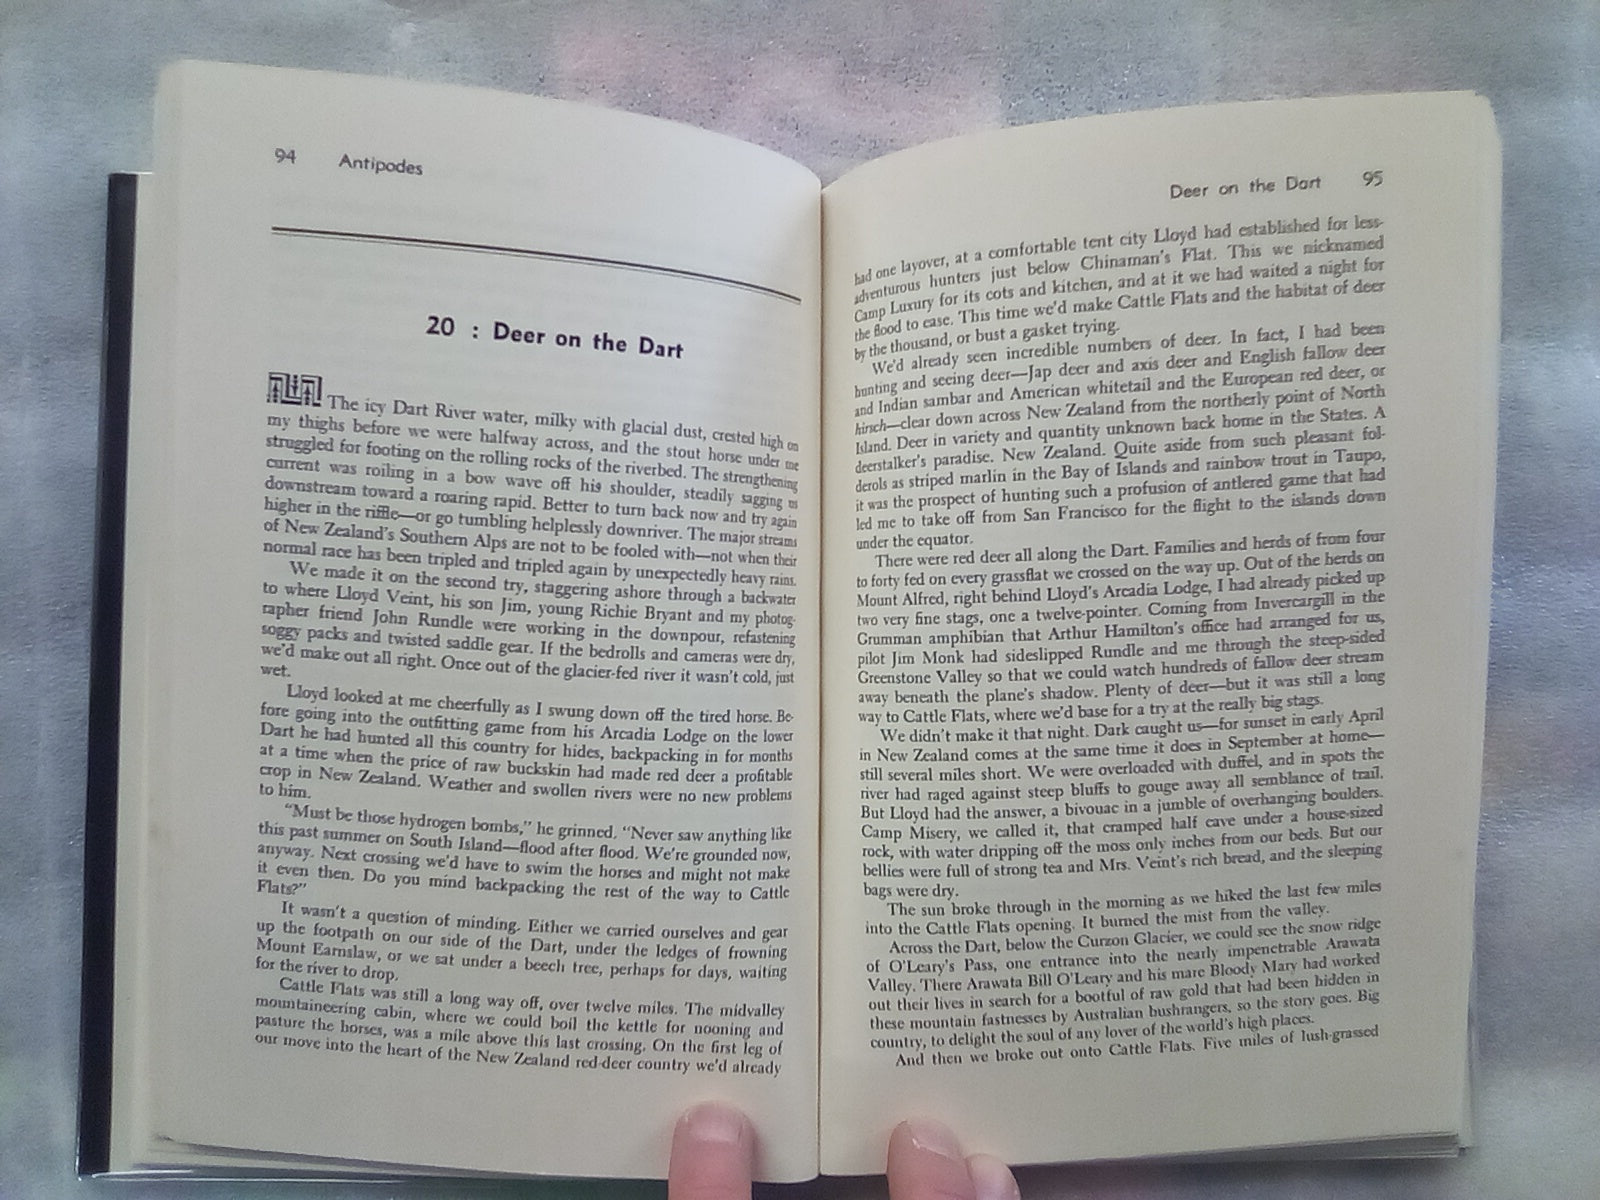 94 Antipodes
20 : Deer on the Dart
The icy Dart River water, milky with glacial dust, crested high on
my thighs before we were halfway across, and the stout horse under me
struggled for footing on the rolling rocks of the riverbed. The strengthening
current was roiling in a bow wave off his shoulder, steadily sagging us
downstream toward a roaring rapid. Better to turn back now and try again
higher in the riffle—or go tumbling helplessly downriver. The major streams
of New Zealand's Southern Alps are not to be fooled with—not when their
normal race has been tripled and tripled again by unexpectedly heavy rains.
We made it on the second try, staggering ashore through a backwater
to where Lloyd Veint, his son Jim, young Richie Bryant and my photog-
rapher friend John Rundle were working in the downpour, refastening
soggy packs and twisted saddle gear. If the bedrolls and cameras were dry,
we'd make out all right. Once out of the glacier-fed river it wasn't cold, just
wet.
Lloyd looked at me cheerfully as I swung down off the tired horse. Be-
fore going into the outfitting game from his Arcadia Lodge on the lower
Dart he had hunted all this country for hides, backpacking in for months
at a time when the price of raw buckskin had made red deer a profitable
crop in New Zealand. Weather and swollen rivers were no new problems
to him.
"Must be those hydrogen bombs," he grinned. "Never saw anything like
this past summer on South Island—flood after flood. We're grounded now,
anyway. Next crossing we'd have to swim the horses and might not make
it even then. Do you mind backpacking the rest of the way to Cattle
Flats?"
It wasn't a question of minding. Either we carried ourselves and gear
up the footpath on our side of the Dart, under the ledges of frowning
Mount Earnslaw, or we sat under a beech tree, perhaps for days, waiting
for the river to drop.
Cattle Flats was still a long way off, over twelve miles. The midvalley
mountaineering cabin, where we could boil the kettle for nooning and
pasture the horses, was a mile above this last crossing. On the first leg of
our move into the heart of the New Zealand red-deer country we'd already
Deer on the Dart 95
had one layover, at a comfortable tent city Lloyd had established for less-
adventurous hunters just below Chinaman's Flat. This we nicknamed
Camp Luxury for its cots and kitchen, and at it we had waited a night for
the flood to ease. This time we'd make Cattle Flats and the habitat of deer
by the thousand, or bust a gasket trying.
We'd already seen incredible numbers of deer. In fact, I had been
hunting and seeing deer—Jap deer and axis deer and English fallow deer
and Indian sambar and American whitetail and the European red deer, or
hirsch—clear down across New Zealand from the northerly point of North
Island. Deer in variety and quantity unknown back home in the States. A
deerstalker's paradise. New Zealand. Quite aside from such pleasant fol-
derols as striped marlin in the Bay of Islands and rainbow trout in Taupo,
it was the prospect of hunting such a profusion of antlered game that had
led me to take off from San Francisco for the flight to the islands down
under the equator.
There were red deer all along the Dart. Families and herds of from four
to forty fed on every grassflat we crossed on the way up. Out of the herds on
Mount Alfred, right behind Lloyd's Arcadia Lodge, I had already picked up
two very fine stags, one a twelve-pointer. Coming from Invercargill in the
Grumman amphibian that Arthur Hamilton's office had arranged for us,
pilot Jim Monk had sideslipped Rundle and me through the steep-sided
Greenstone Valley so that we could watch hundreds of fallow deer stream
away beneath the plane's shadow. Plenty of deer—but it was still a long
way to Cattle Flats, where we'd base for a try at the really big stags.
We didn't make it that night. Dark caught us—for sunset in early April
in New Zealand comes at the same time it does in September at home—
still several miles short. We were overloaded with duffel, and in spots the
river had raged against steep bluffs to gouge away all semblance of trail.
But Lloyd had the answer, a bivouac in a jumble of overhanging boulders.
Camp Misery, we called it, that cramped half cave under a house-sized
rock, with water dripping off the moss only inches from our beds. But our
bellies were full of strong tea and Mrs. Veint's rich bread, and the sleeping
bags were dry.
The sun broke through in the morning as we hiked the last few miles
into the Cattle Flats opening. It burned the mist from the valley.
Across the Dart, below the Curzon Glacier, we could see the snow ridge
of O'Leary's Pass, one entrance into the nearly impenetrable Arawata
Valley. There Arawata Bill O'Leary and his mare Bloody Mary had worked
out their lives in search for a bootful of raw gold that had been hidden in
these mountain fastnesses by Australian bushrangers, so the story goes. Big
country, to delight the soul of any lover of the world's high places.
And then we broke out onto Cattle Flats. Five miles of lush-grassed